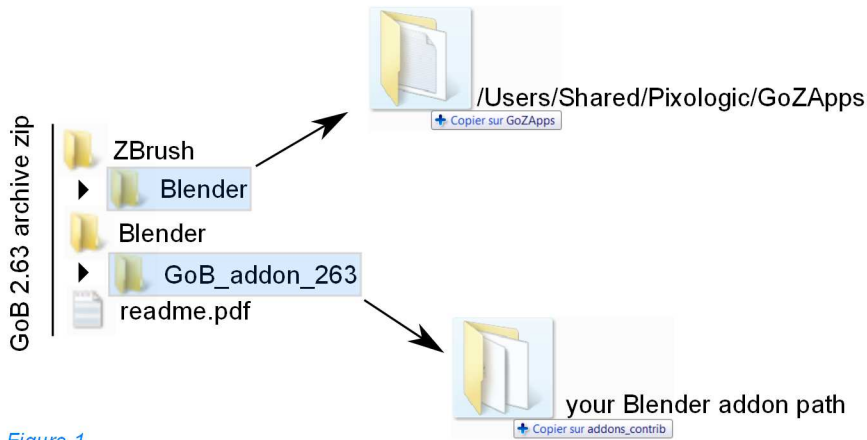 /Users/Shared/Pixologic/GoZApps
Copier sur GoZApps
GoB 2.63 archive zip
ZBrush
Blender
Blender
GoB_addon_263
readme.pdf
your Blender addon path
Copier sur addons_contrib
Figure 1